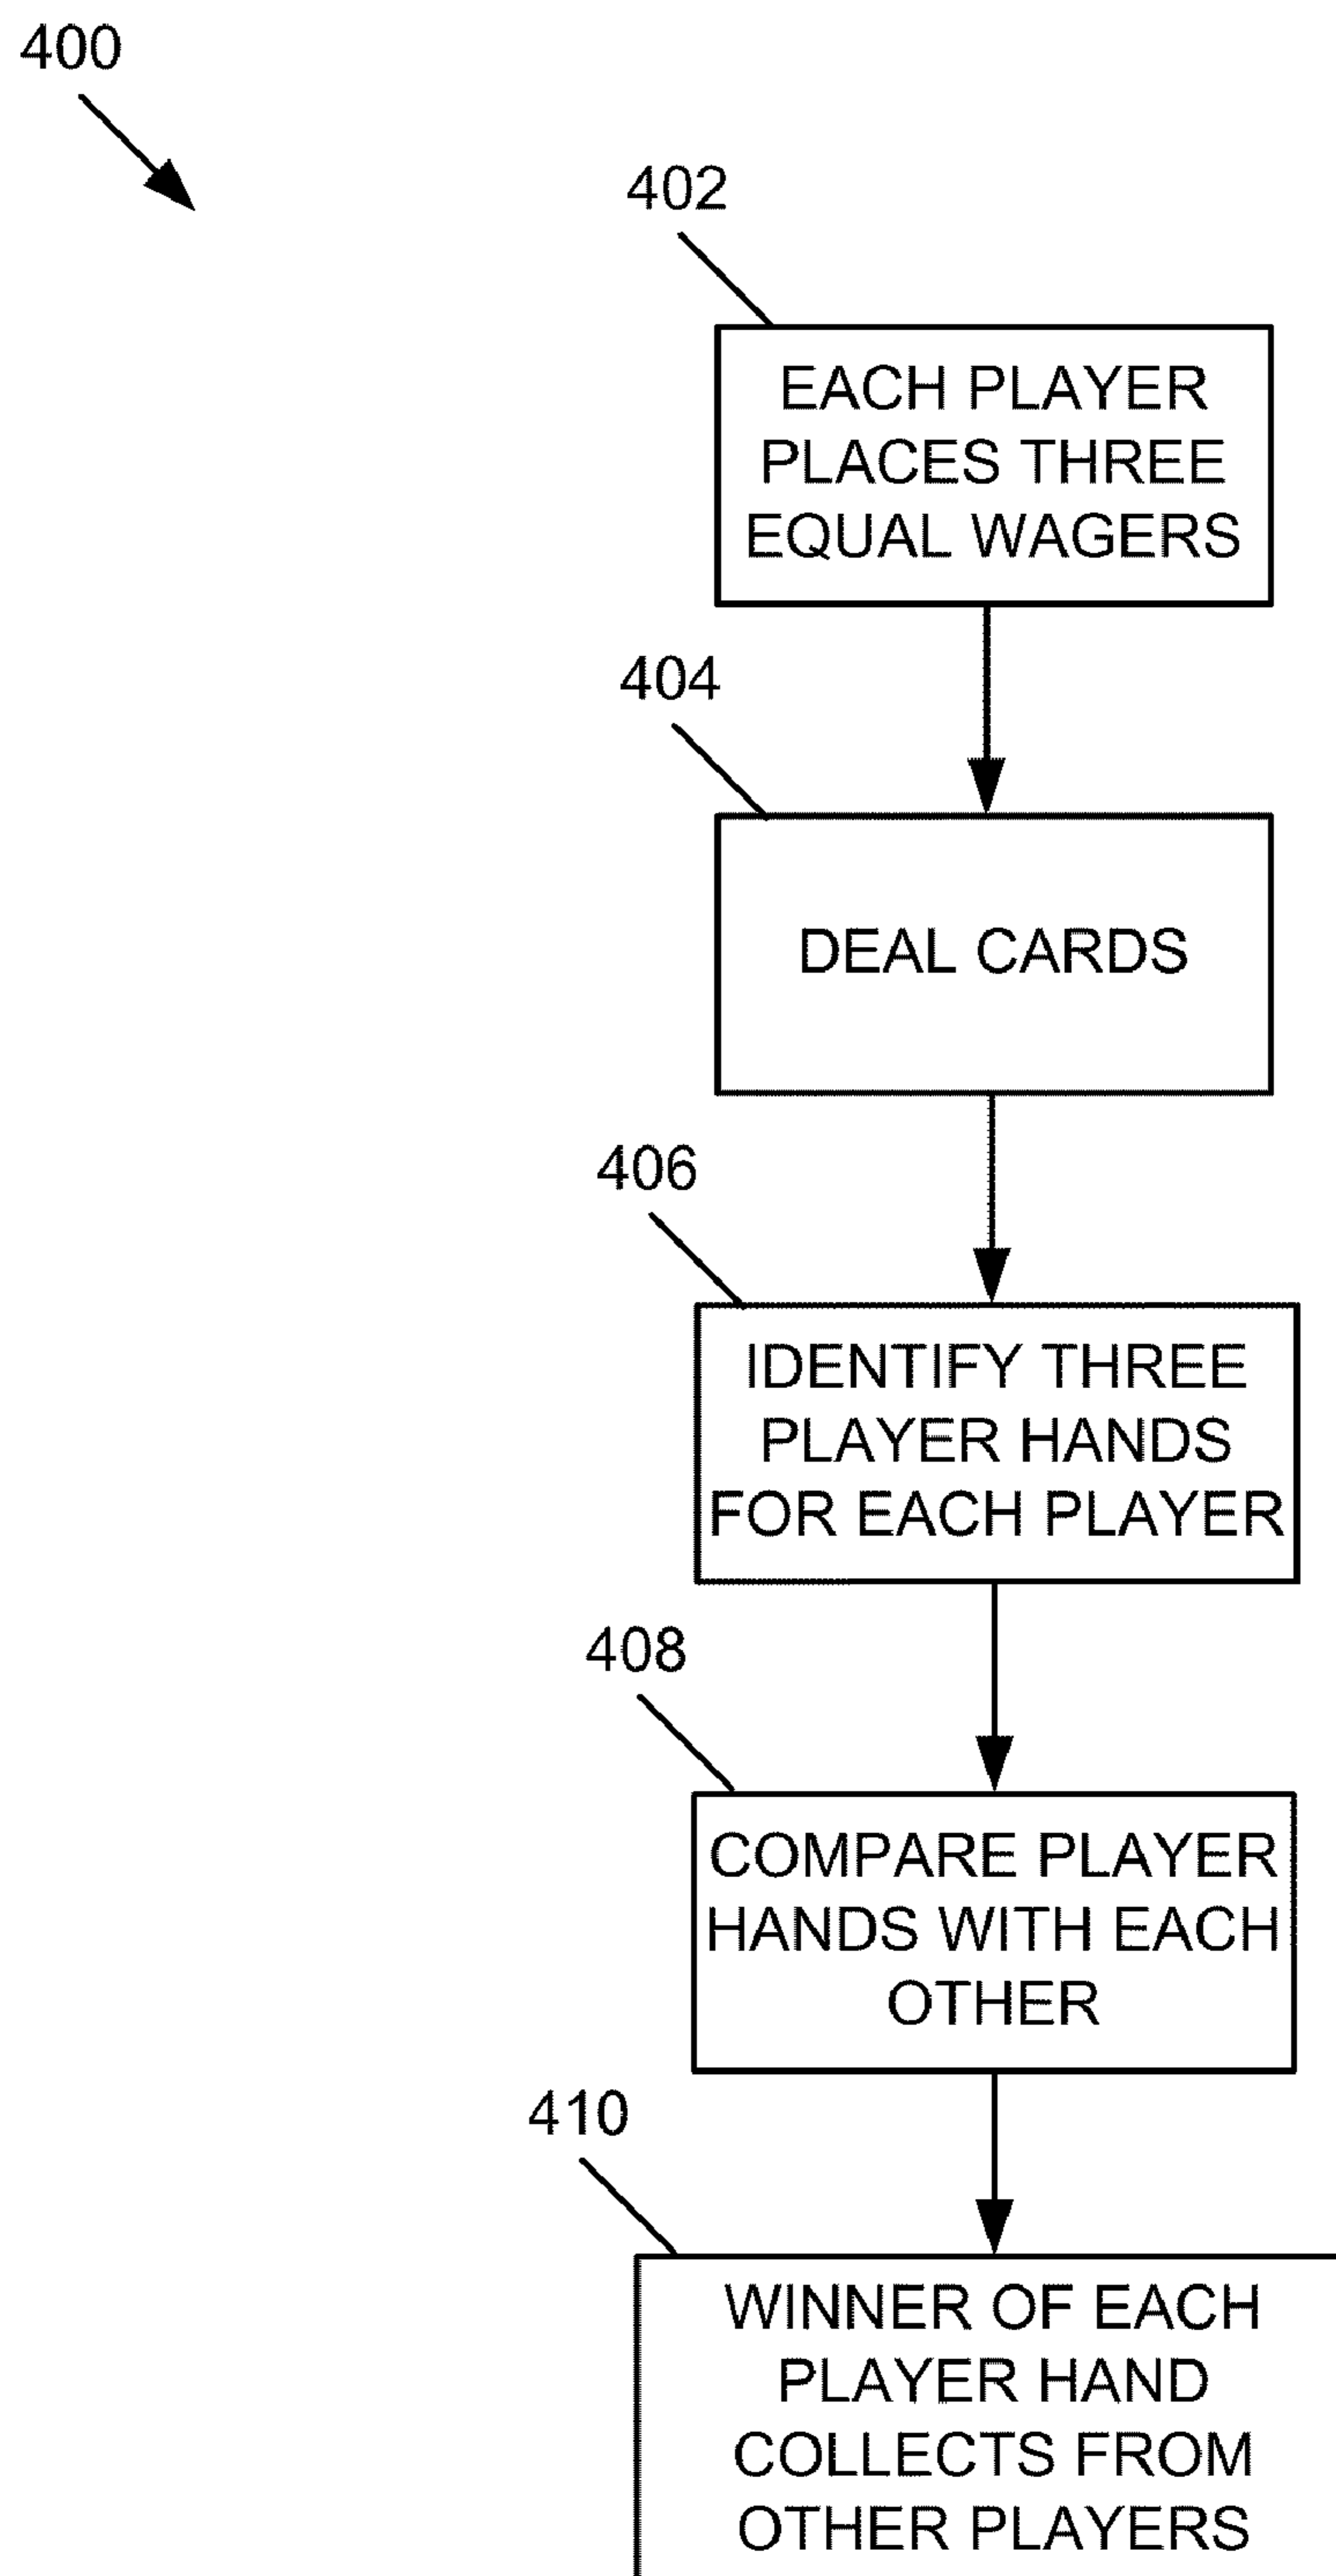 400
402
EACH PLAYER
PLACES THREE
EQUAL WAGERS
404
DEAL CARDS
406
IDENTIFY THREE
PLAYER HANDS
FOR EACH PLAYER
408
COMPARE PLAYER
HANDS WITH EACH
OTHER
410
WINNER OF EACH
PLAYER HAND
COLLECTS FROM
OTHER PLAYERS